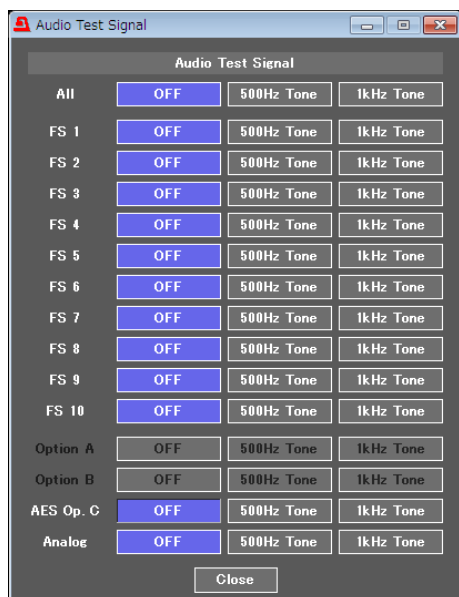 Audio Test Signal
Audio Test Signal
All OFF 500Hz Tone 1kHz Tone
FS 1 OFF 500Hz Tone 1kHz Tone
FS 2 OFF 500Hz Tone 1kHz Tone
FS 3 OFF 500Hz Tone 1kHz Tone
FS 4 OFF 500Hz Tone 1kHz Tone
FS 5 OFF 500Hz Tone 1kHz Tone
FS 6 OFF 500Hz Tone 1kHz Tone
FS 7 OFF 500Hz Tone 1kHz Tone
FS 8 OFF 500Hz Tone 1kHz Tone
FS 9 OFF 500Hz Tone 1kHz Tone
FS 10 OFF 500Hz Tone 1kHz Tone
Option A OFF 500Hz Tone 1kHz Tone
Option B OFF 500Hz Tone 1kHz Tone
AES Op. C OFF 500Hz Tone 1kHz Tone
Analog OFF 500Hz Tone 1kHz Tone
Close